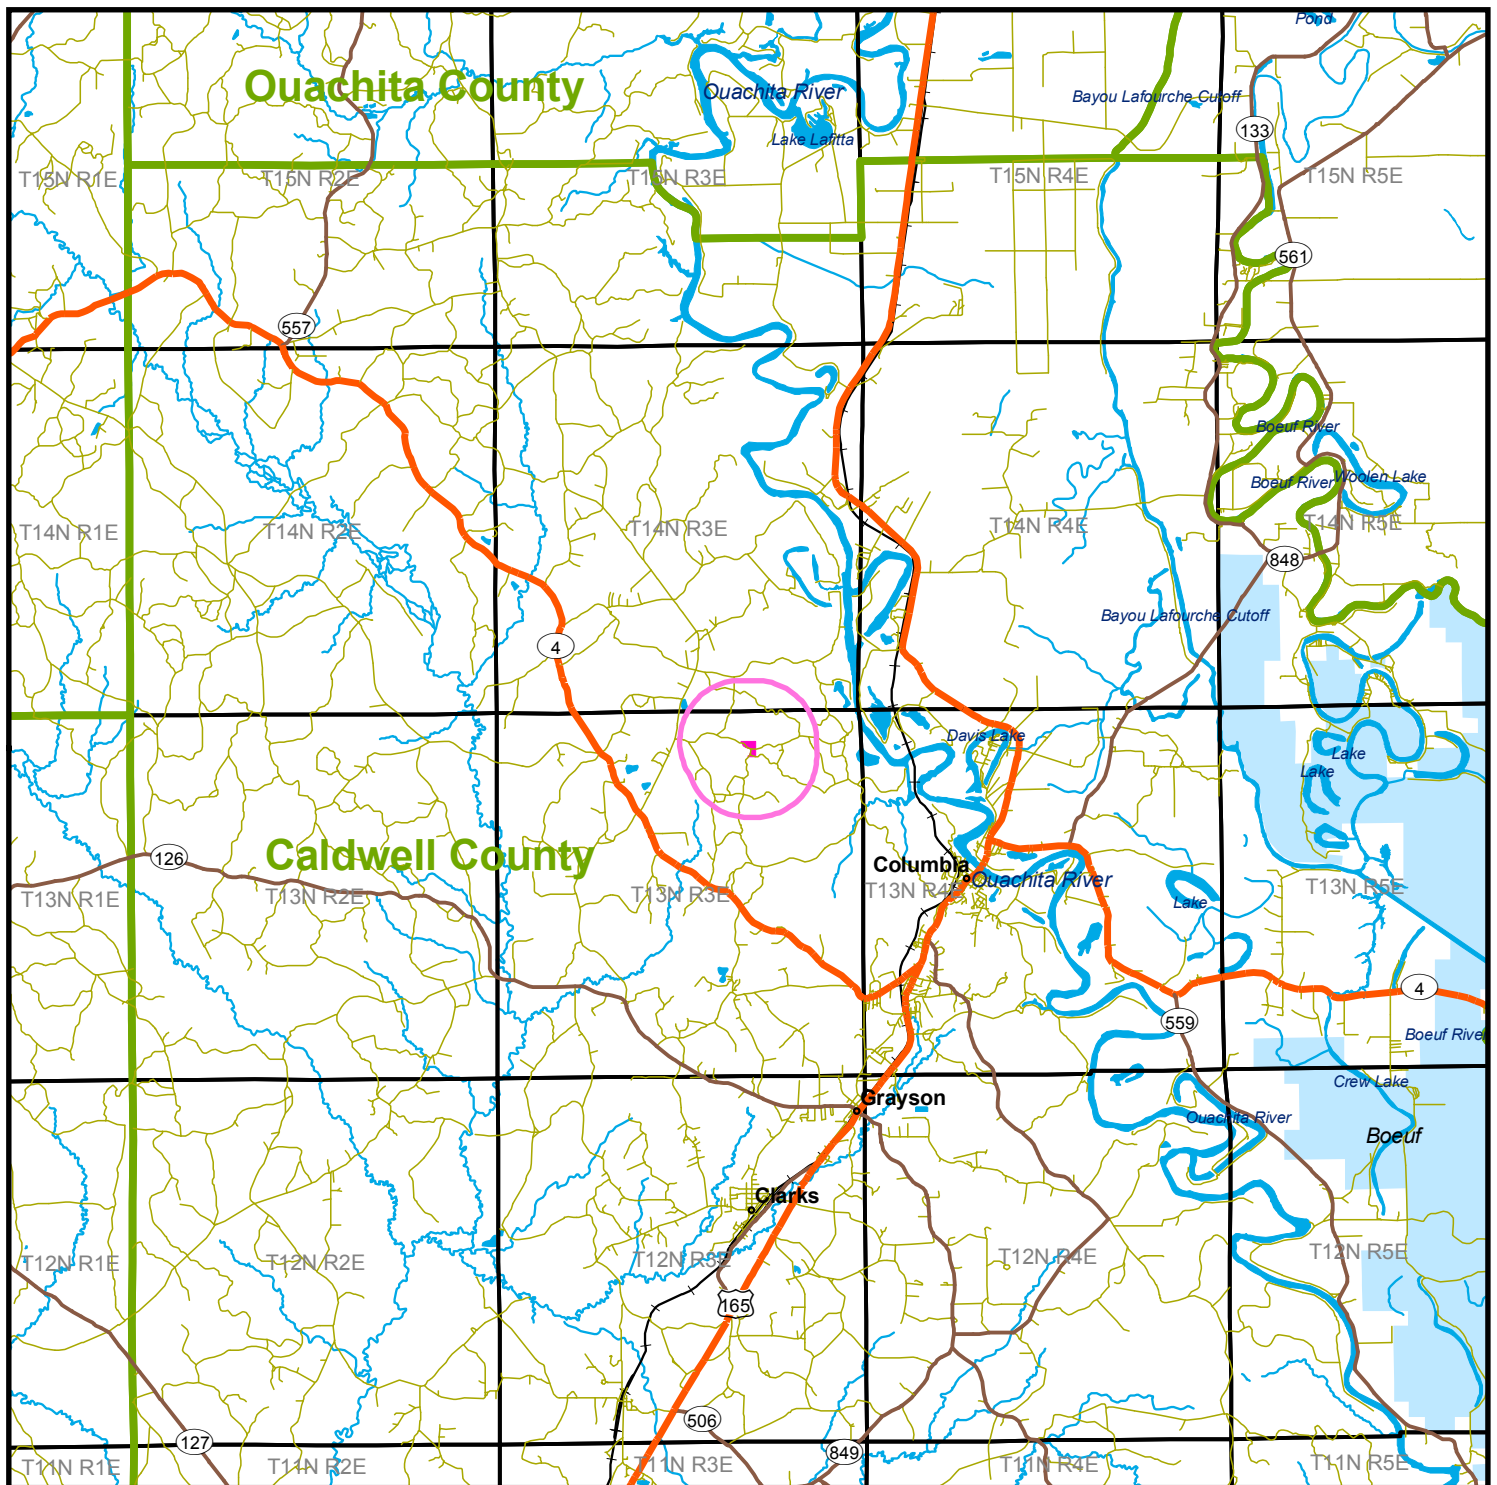 Pond
Ouachita County
Ouachita River
Bayou Lafourche Cutoff
133
Lake Lafitta
T15N R1E
T15N R2E
T15N R3E
T15N R4E
T15N R5E
561
557
Boeuf River
Boeuf River
Woolen Lake
T14N R1E
T14N R2E
T14N R3E
T14N R4E
T14N R5E
848
Bayou Lafourche Cutoff
4
Davis Lake
Lake
Lake
126
Caldwell County
Columbia
Ouachita River
T13N R1E
T13N R2E
T13N R3E
T13N R4E
T13N R5E
Lake
4
559
Boeuf River
Crew Lake
Grayson
Ouachita River
Boeuf
Clarks
T12N R1E
T12N R2E
T12N R3E
T12N R4E
T12N R5E
165
506
127
849
T11N R1E
T11N R2E
T11N R3E
T11N R4E
T11N R5E